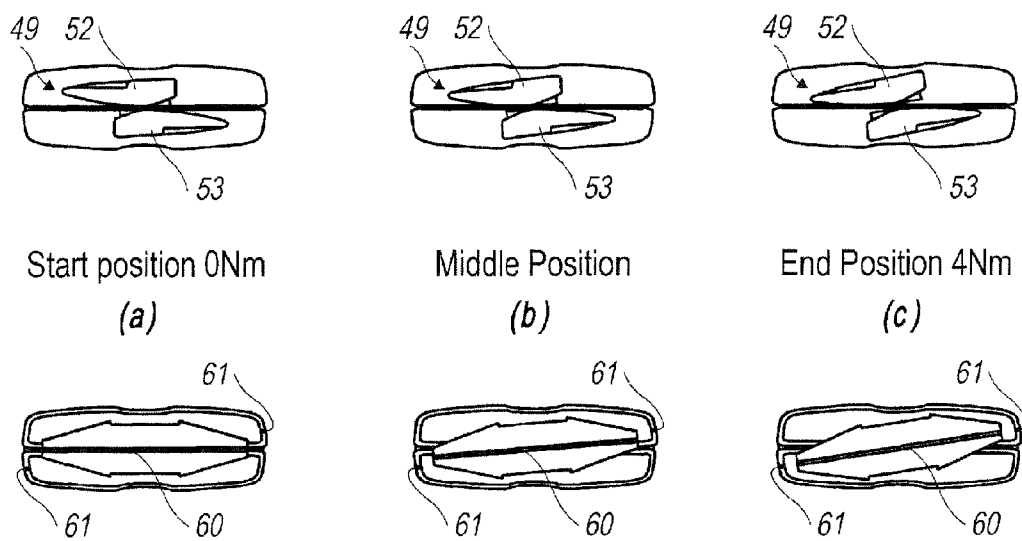 49 52 49 52 49 52
53 53 53
Start position 0Nm Middle Position End Position 4Nm
(a) (b) (c)
61 61 61
61 60 61 60 61 60